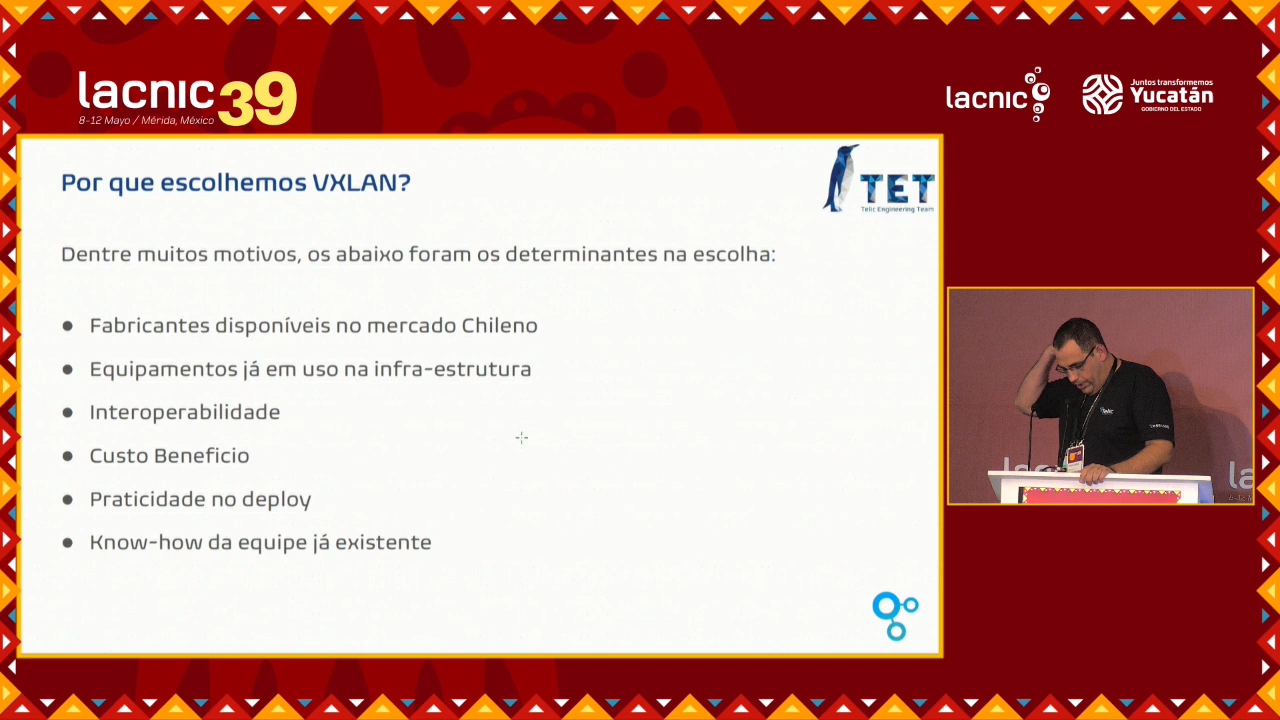 lacnic 39
8-12 Mayo / Mérida, México
lacnic
Juntos transformemos
Yucatán
GOBIERNO DEL ESTADO
Por que escolhemos VXLAN?
TET
Telic Engineering Team
Dentre muitos motivos, os abaixo foram os determinantes na escolha:
● Fabricantes disponíveis no mercado Chileno
● Equipamentos já em uso na infra-estrutura
● Interoperabilidade
● Custo Beneficio
● Praticidade no deploy
● Know-how da equipe já existente